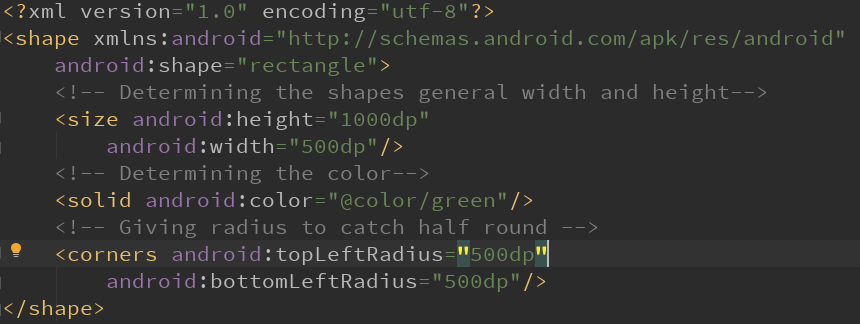 <?xml version="1.0" encoding="utf-8"?>
<shape xmlns:android="http://schemas.android.com/apk/res/android"
    android:shape="rectangle">
    <!-- Determining the shapes general width and height-->
    <size android:height="1000dp"
        android:width="500dp"/>
    <!-- Determining the color-->
    <solid android:color="@color/green"/>
    <!-- Giving radius to catch half round -->
    <corners android:topLeftRadius="500dp"
        android:bottomLeftRadius="500dp"/>
</shape>